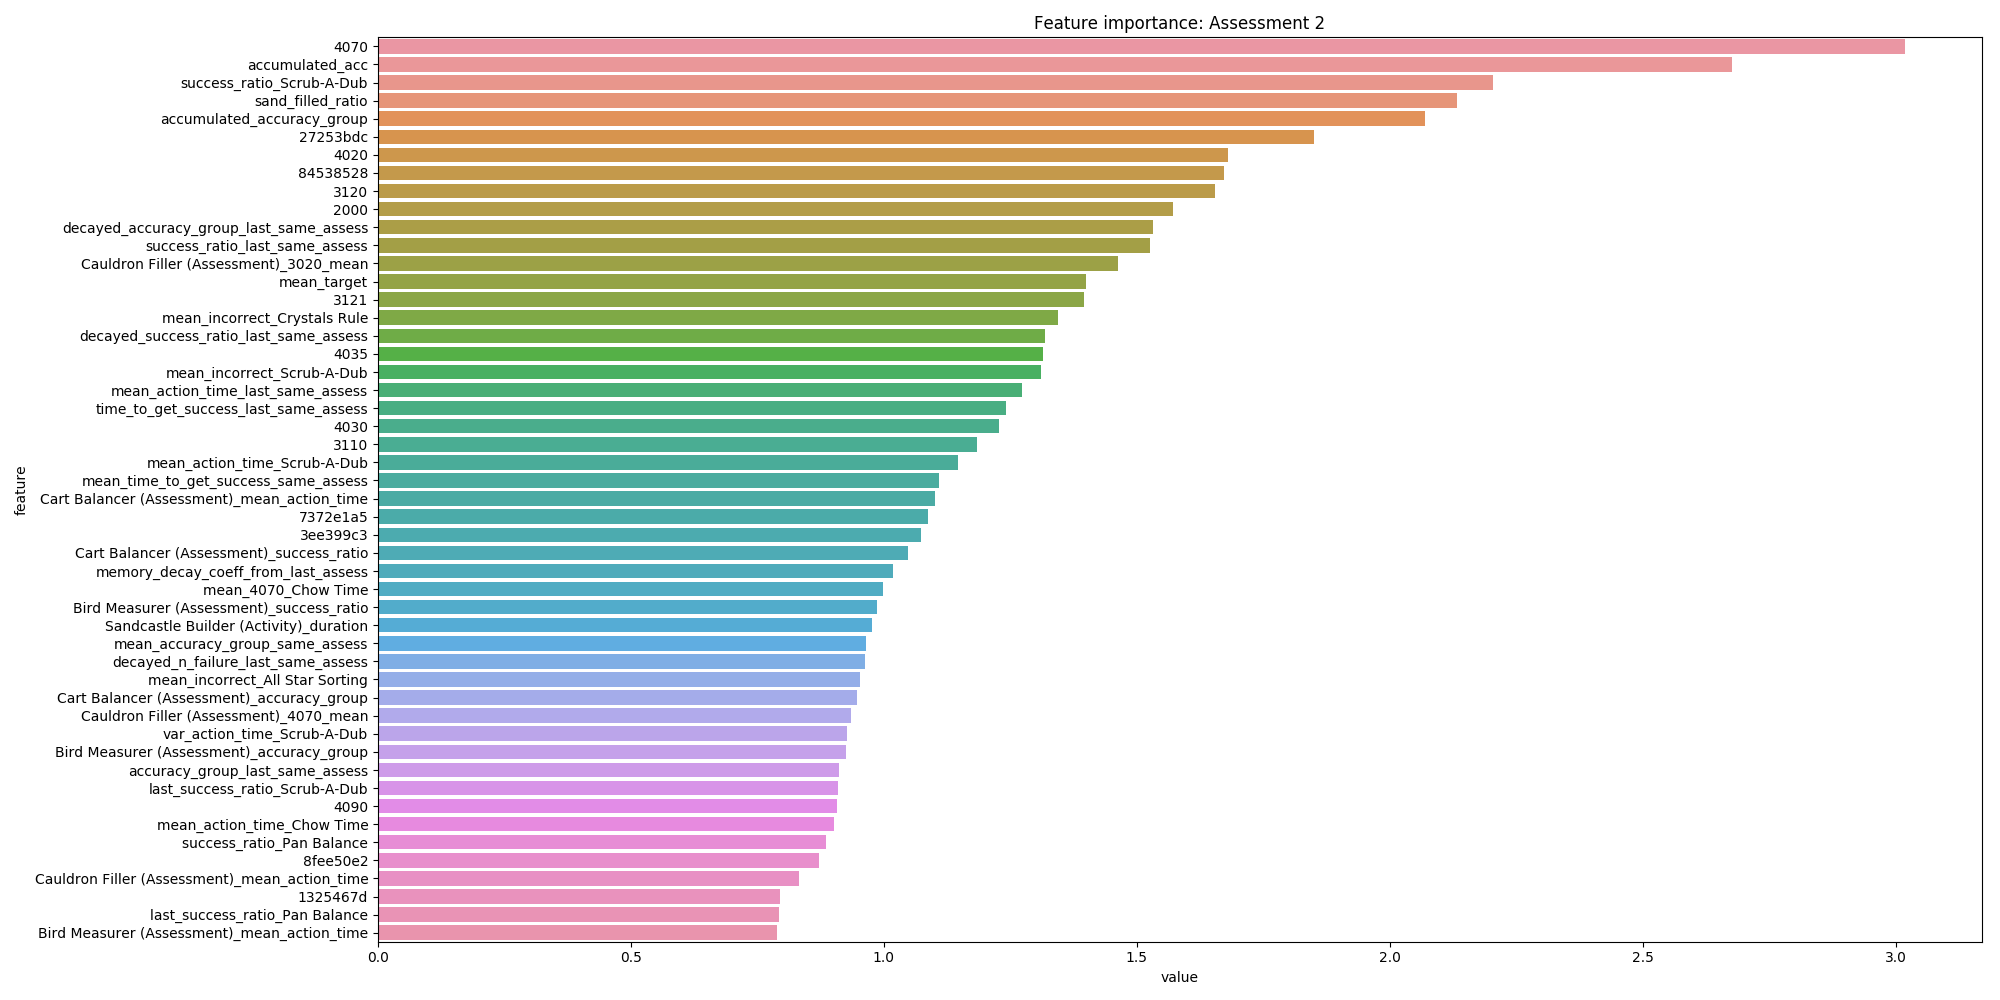 Feature importance: Assessment 2
4070
accumulated_acc
success_ratio_Scrub-A-Dub
sand_filled_ratio
accumulated_accuracy_group
27253bdc
4020
84538528
3120
2000
decayed_accuracy_group_last_same_assess
success_ratio_last_same_assess
Cauldron Filler (Assessment)_3020_mean
mean_target
3121
mean_incorrect_Crystals Rule
decayed_success_ratio_last_same_assess
4035
mean_incorrect_Scrub-A-Dub
mean_action_time_last_same_assess
time_to_get_success_last_same_assess
4030
3110
mean_action_time_Scrub-A-Dub
mean_time_to_get_success_same_assess
Cart Balancer (Assessment)_mean_action_time
7372e1a5
3ee399c3
Cart Balancer (Assessment)_success_ratio
memory_decay_coeff_from_last_assess
mean_4070_Chow Time
Bird Measurer (Assessment)_success_ratio
Sandcastle Builder (Activity)_duration
mean_accuracy_group_same_assess
decayed_n_failure_last_same_assess
mean_incorrect_All Star Sorting
Cart Balancer (Assessment)_accuracy_group
Cauldron Filler (Assessment)_4070_mean
var_action_time_Scrub-A-Dub
Bird Measurer (Assessment)_accuracy_group
accuracy_group_last_same_assess
last_success_ratio_Scrub-A-Dub
4090
mean_action_time_Chow Time
success_ratio_Pan Balance
8fee50e2
Cauldron Filler (Assessment)_mean_action_time
1325467d
last_success_ratio_Pan Balance
Bird Measurer (Assessment)_mean_action_time
feature
0.0 0.5 1.0 1.5 2.0 2.5 3.0
value